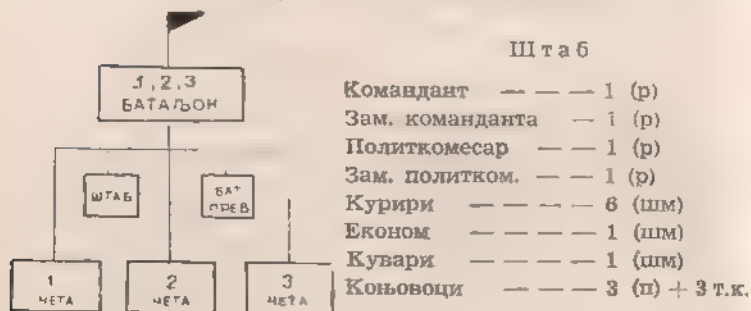 Штаб
1, 2, 3
БАТАЉОН
Командант — — — 1 (р)
Зам. команданта — 1 (р)
Политкомесар — — 1 (р)
Зам. политком. — 1 (р)
Курири — — — — 6 (шм)
Економ — — — 1 (шм)
Кувари — — — 1 (шм)
Коњовоци — — — 3 (п) + 3 т.к.
ШТАБ
БАТ
ПРЕВ
1
ЧЕТА
2
ЧЕТА
3
ЧЕТА